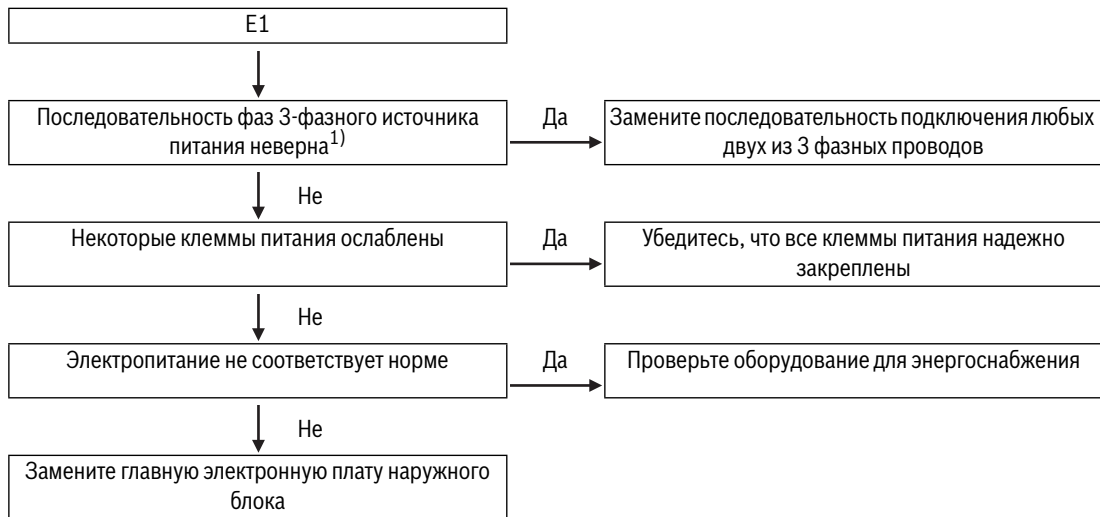 E1
Последовательность фаз 3-фазного источника
питания неверна1)
Да
Замените последовательность подключения любых
двух из 3 фазных проводов
Не
Некоторые клеммы питания ослаблены
Да
Убедитесь, что все клеммы питания надежно
закреплены
Не
Электропитание не соответствует норме
Да
Проверьте оборудование для энергоснабжения
Не
Замените главную электронную плату наружного
блока